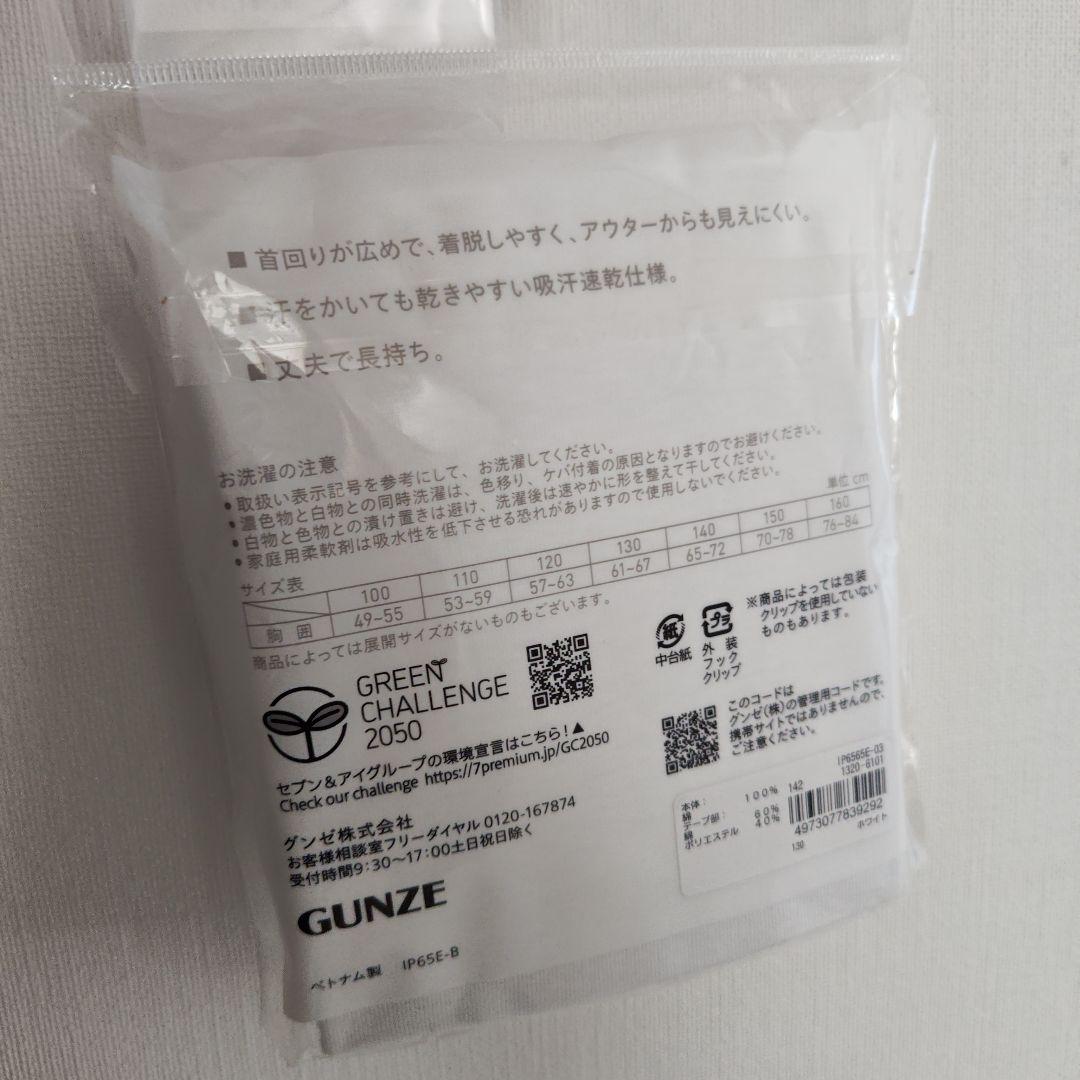 ■ 首回りが広めで、着脱しやすく、アウターからも見えにくい。
■ 汗をかいても乾きやすい吸汗速乾仕様。
■ 丈夫で長持ち。
お洗濯の注意
• 取扱い表示記号を参考にして、お洗濯してください。
• 濃色物と白物との同時洗濯は、色移り、ケバ付着の原因となりますのでお避けください。
• 白物と色物との漬け置きは避け、洗濯後は速やかに形を整えて干してください。
• 家庭用柔軟剤は吸水性を低下させる恐れがありますので使用しないでください。
サイズ表 単位 cm
100 110 120 130 140 150 160
胸囲 49~55 53~59 57~63 61~67 65~72 70~78 76~84
商品によっては展開サイズがないものもございます。
紙
中台紙
プラ
外装
フック
クリップ
※商品によっては包装
クリップを使用していない
ものもあります。
GREEN
CHALLENGE
2050
セブン&アイグループの環境宣言はこちら!▲
Check our challenge https://7premium.jp/GC2050
このコードは
グンゼ(株)の管理用コードです。
携帯サイトではありませんので、
ご注意ください。
グンゼ株式会社
お客様相談室フリーダイヤル 0120-167874
受付時間9:30〜17:00土日祝日除く
GUNZE
ベトナム製 IP65E-B
IP6565E-03
1320-6101
本体:
綿 100% 142
テープ部:
綿 60%
ポリエステル 40%
4973077839292
ホワイト
130